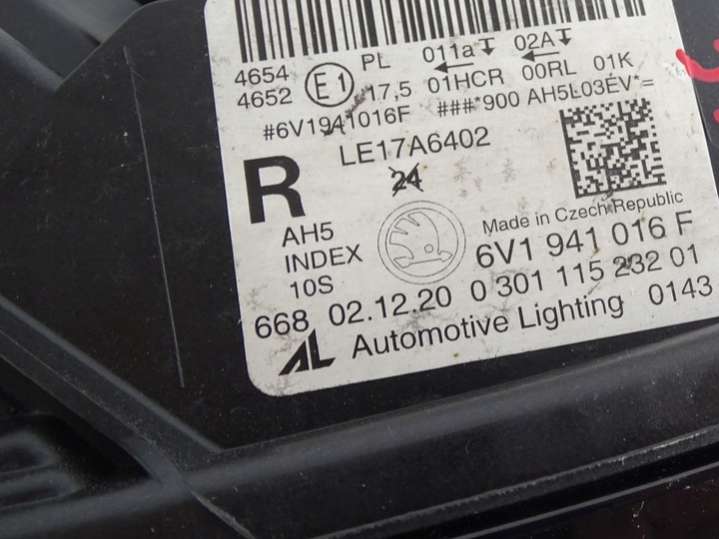 PL 011a 02A
4654 E1 17,5 01HCR 00RL 01K
4652
#6V1941016F ###*900 AH5L03EV*=
R LE17A6402
24
AH5 Made in Czech Republic
INDEX 6V1 941 016 F
10S
668 02.12.20 0 301 115 232 01
AL Automotive Lighting 0143